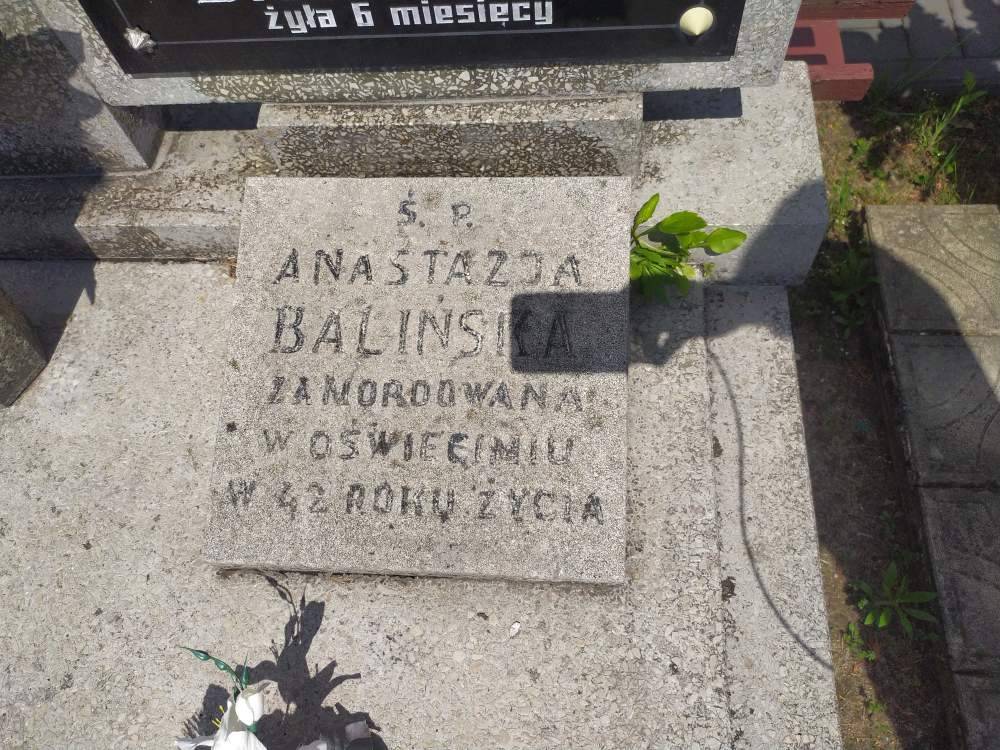 żyła 6 miesięcy
Ś. P.
ANASTAZJA
BALIŃSKA
ZAMORDOWANA
W OŚWIĘCIMIU
W 42 ROKU ŻYCIA